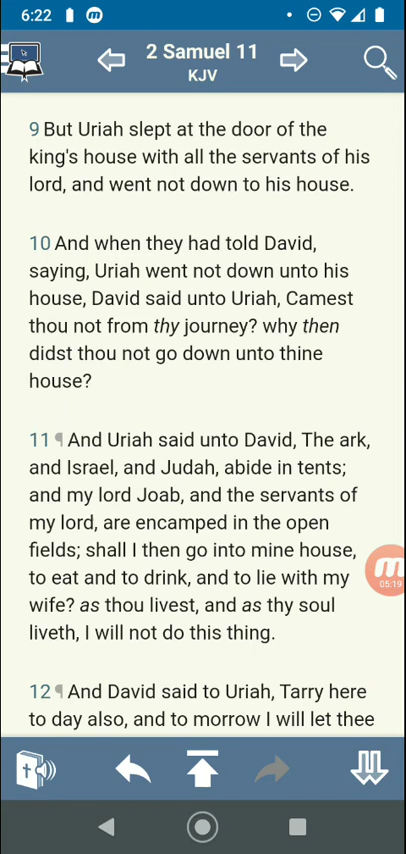 6:22
2 Samuel 11
KJV
9 But Uriah slept at the door of the
king's house with all the servants of his
lord, and went not down to his house.
10 And when they had told David,
saying, Uriah went not down unto his
house, David said unto Uriah, Camest
thou not from thy journey? why then
didst thou not go down unto thine
house?
11 ¶ And Uriah said unto David, The ark,
and Israel, and Judah, abide in tents;
and my lord Joab, and the servants of
my lord, are encamped in the open
fields; shall I then go into mine house,
to eat and to drink, and to lie with my
05:19
wife? as thou livest, and as thy soul
liveth, I will not do this thing.
12 ¶ And David said to Uriah, Tarry here
to day also, and to morrow I will let thee